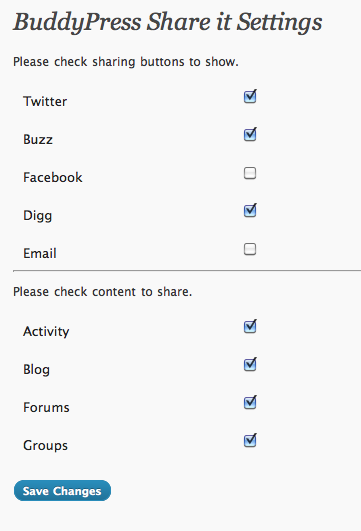 BuddyPress Share it Settings
Please check sharing buttons to show.
Twitter
Buzz
Facebook
Digg
Email
Please check content to share.
Activity
Blog
Forums
Groups
Save Changes